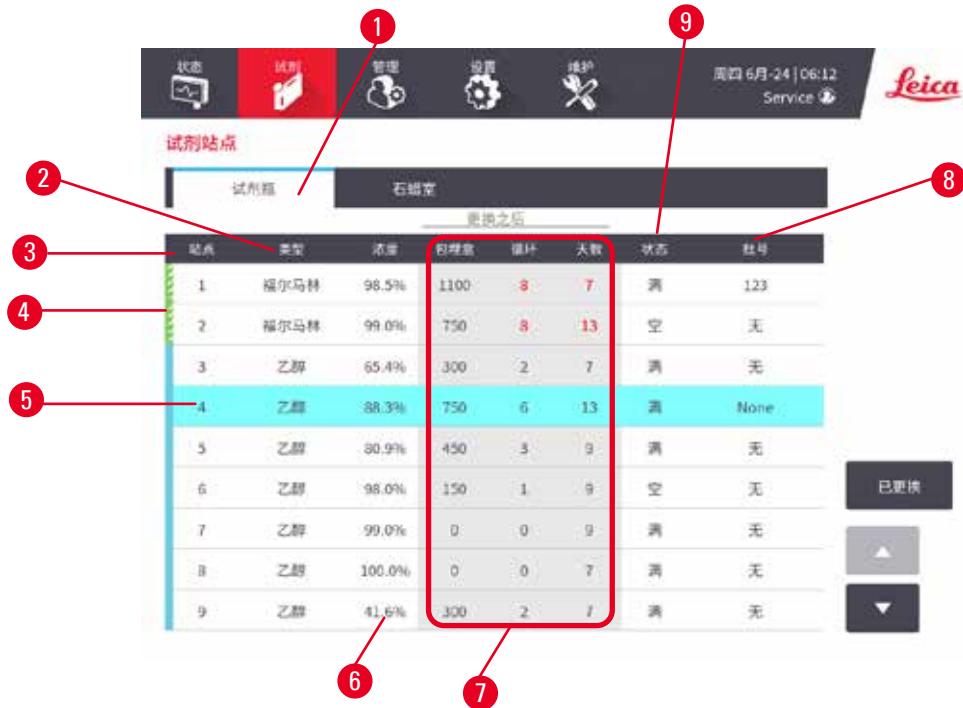 1
9
状态 试剂 管理 设置 维护 周四 6月-24 | 06:12
Service
Leica
试剂站点
2
8
试剂瓶 石蜡室
更换之后
3
站点 类型 浓度 包埋盒 循环 天数 状态 批号
1 福尔马林 98.5% 1100 8 7 满 123
4
2 福尔马林 99.0% 750 8 13 空 无
3 乙醇 65.4% 300 2 7 满 无
5
4 乙醇 88.3% 750 6 13 满 None
5 乙醇 80.9% 450 3 9 满 无
6 乙醇 98.0% 150 1 9 空 无
已更换
7 乙醇 99.0% 0 0 9 满 无
8 乙醇 100.0% 0 0 7 满 无
9 乙醇 41.6% 300 2 7 满 无
6
7